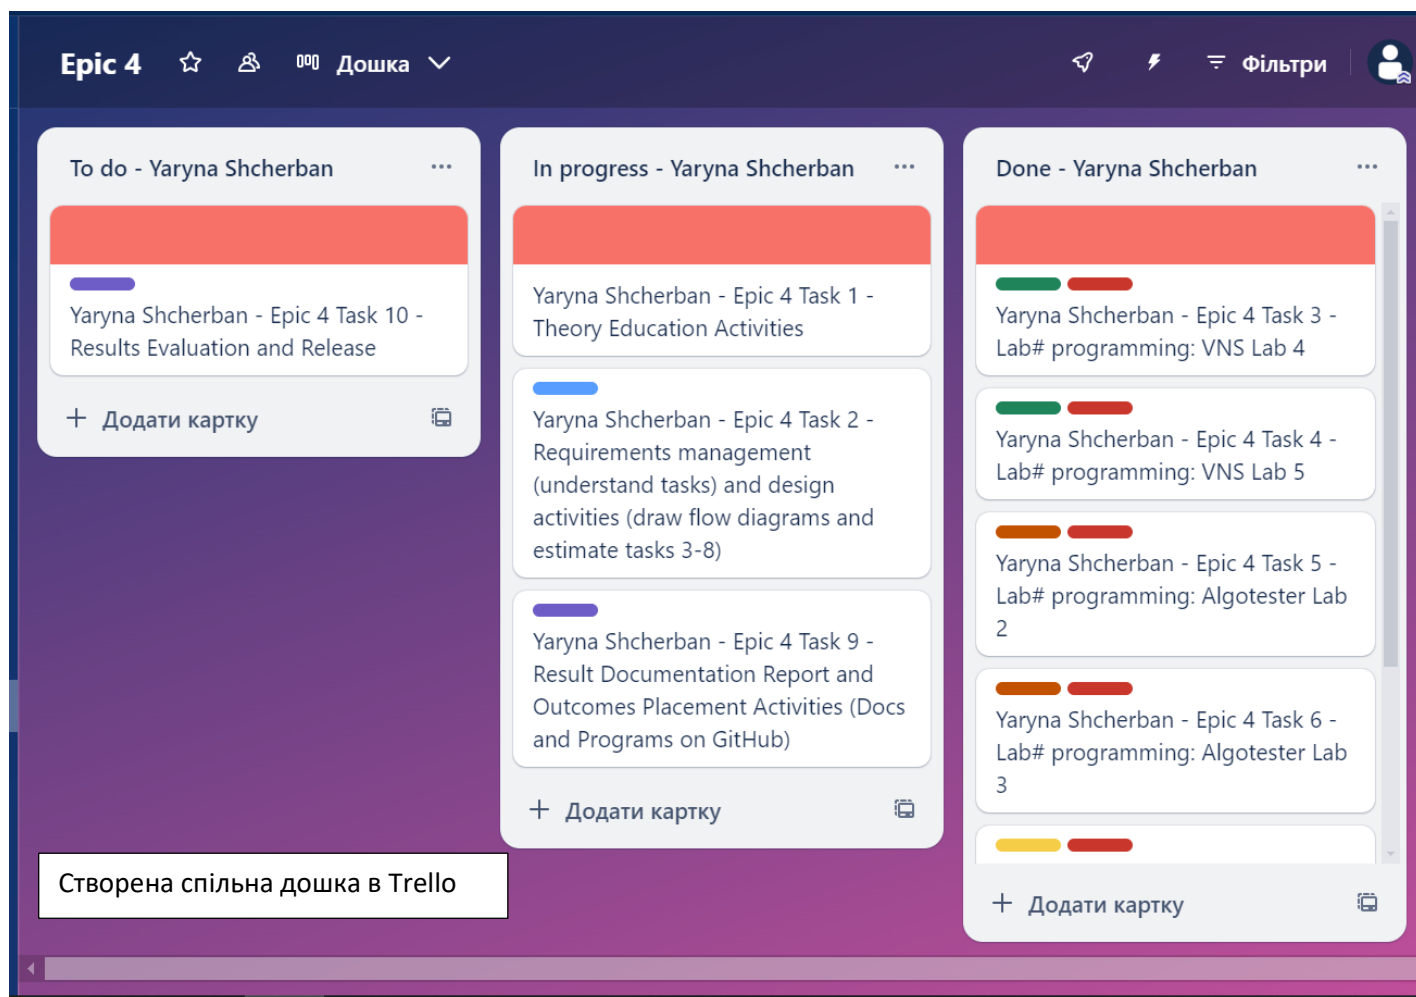 Epic 4
Дошка
Фільтри
To do - Yaryna Shcherban
Yaryna Shcherban - Epic 4 Task 10 -
Results Evaluation and Release
Додати картку
In progress - Yaryna Shcherban
Yaryna Shcherban - Epic 4 Task 1 -
Theory Education Activities
Yaryna Shcherban - Epic 4 Task 2 -
Requirements management
(understand tasks) and design
activities (draw flow diagrams and
estimate tasks 3-8)
Yaryna Shcherban - Epic 4 Task 9 -
Result Documentation Report and
Outcomes Placement Activities (Docs
and Programs on GitHub)
Додати картку
Done - Yaryna Shcherban
Yaryna Shcherban - Epic 4 Task 3 -
Lab# programming: VNS Lab 4
Yaryna Shcherban - Epic 4 Task 4 -
Lab# programming: VNS Lab 5
Yaryna Shcherban - Epic 4 Task 5 -
Lab# programming: Algotester Lab
2
Yaryna Shcherban - Epic 4 Task 6 -
Lab# programming: Algotester Lab
3
Додати картку
Створена спільна дошка в Trello